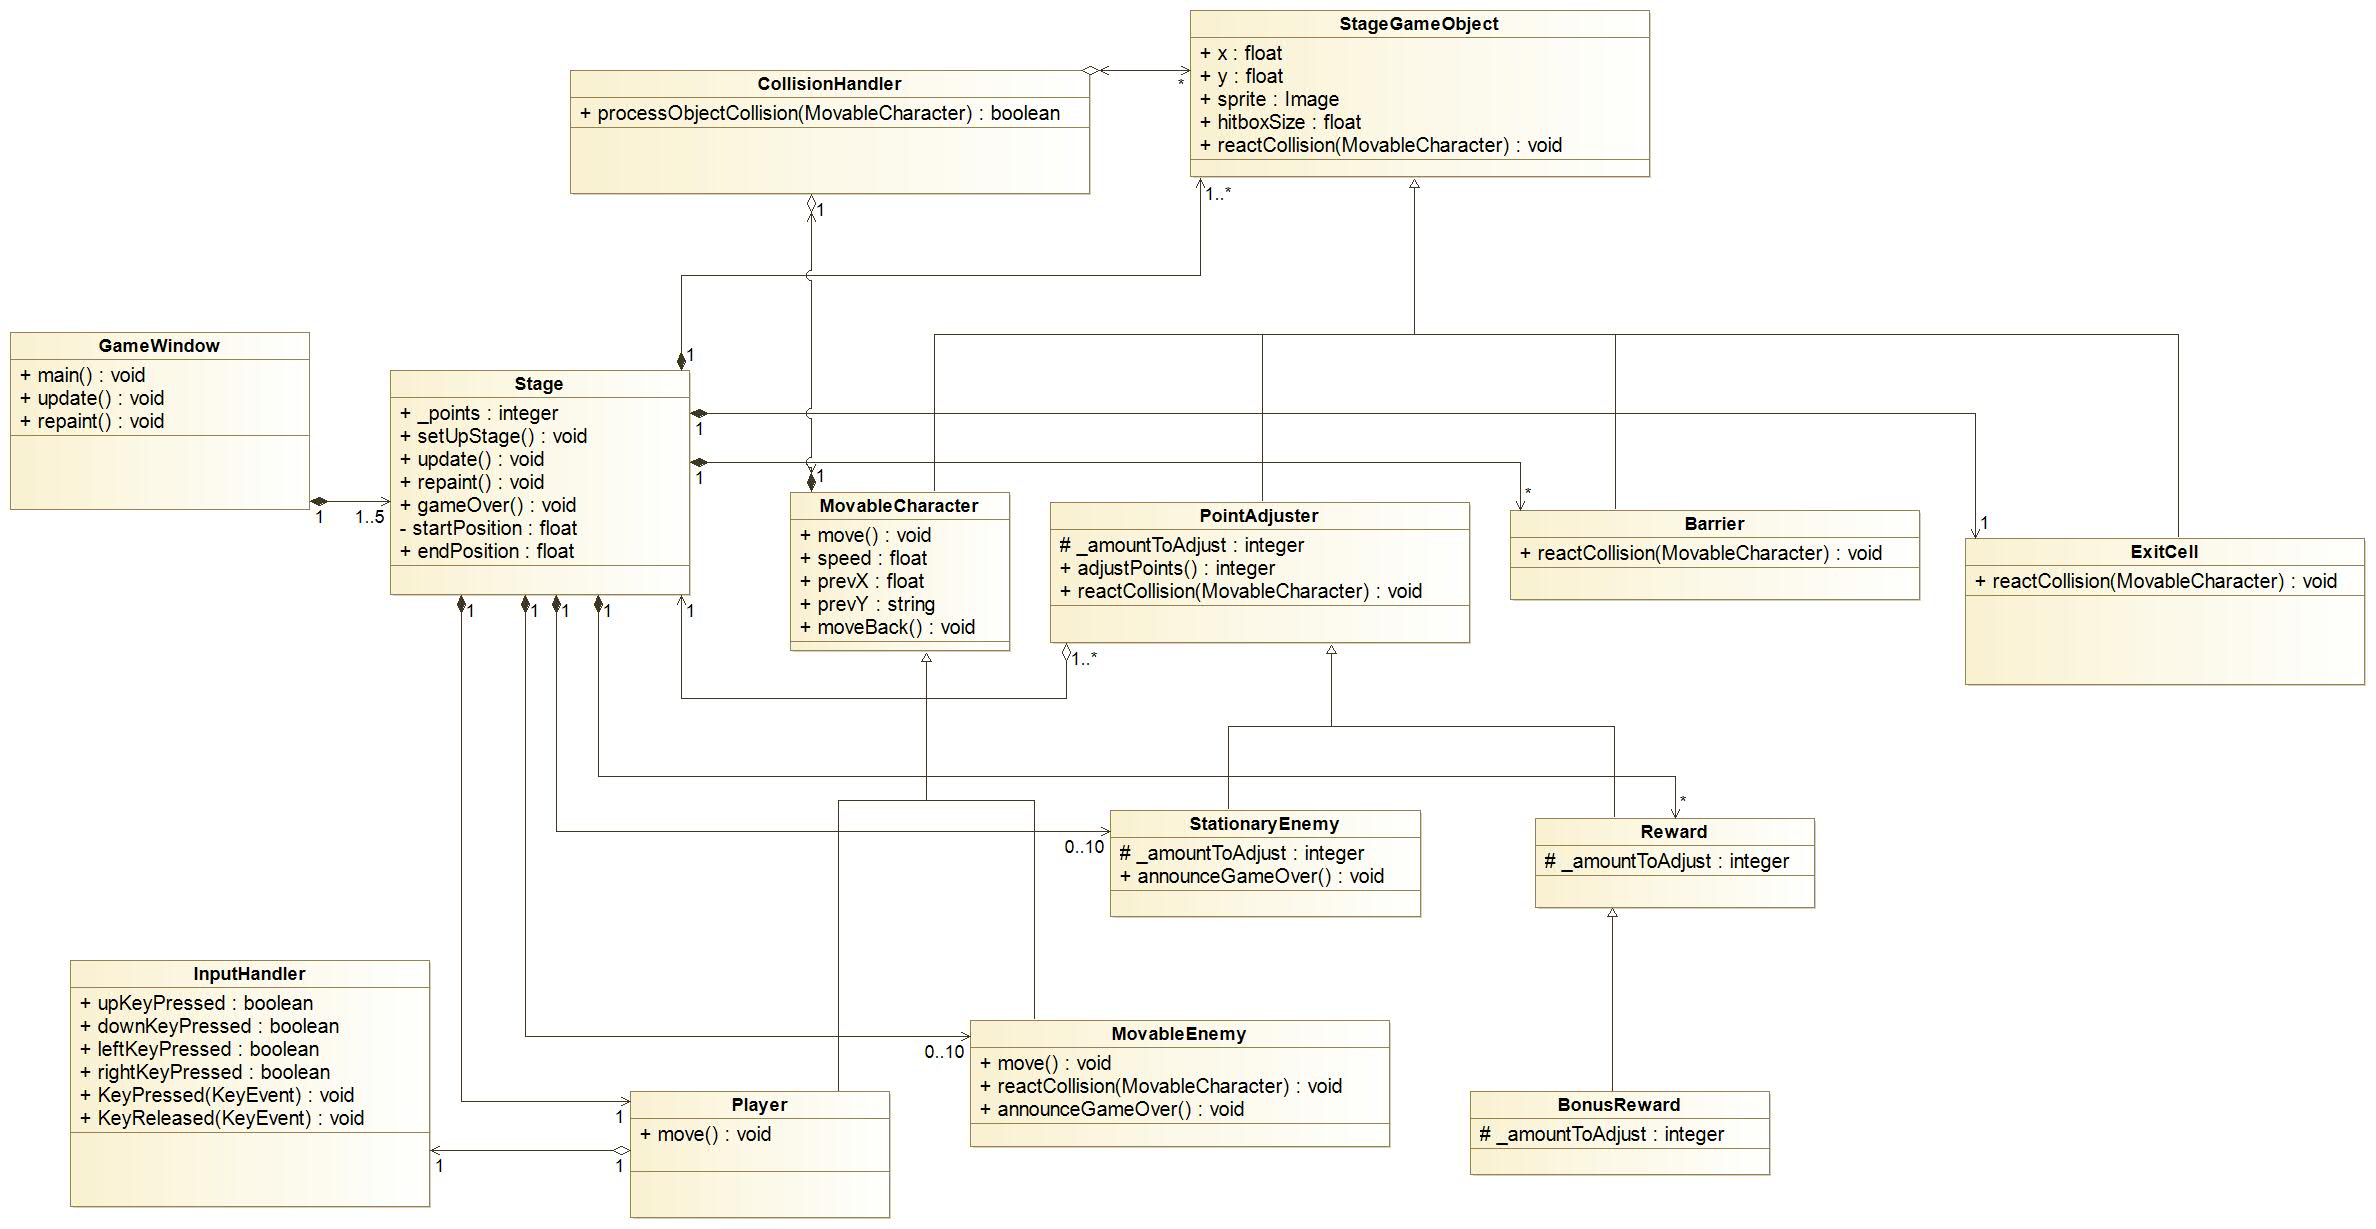 StageGameObject
+ x : float
+ y : float
+ sprite : Image
+ hitboxSize : float
+ reactCollision(MovableCharacter) : void
CollisionHandler
+ processObjectCollision(MovableCharacter) : boolean
*
1
1..*
GameWindow
+ main() : void
+ update() : void
+ repaint() : void
1
1..5
1
Stage
+ _points : integer
+ setUpStage() : void
+ update() : void
+ repaint() : void
+ gameOver() : void
- startPosition : float
+ endPosition : float
1
1
1
1
1
1
1
1
MovableCharacter
+ move() : void
+ speed : float
+ prevX : float
+ prevY : string
+ moveBack() : void
PointAdjuster
# _amountToAdjust : integer
+ adjustPoints() : integer
+ reactCollision(MovableCharacter) : void
1..*
*
Barrier
+ reactCollision(MovableCharacter) : void
1
ExitCell
+ reactCollision(MovableCharacter) : void
0..10
StationaryEnemy
# _amountToAdjust : integer
+ announceGameOver() : void
*
Reward
# _amountToAdjust : integer
InputHandler
+ upKeyPressed : boolean
+ downKeyPressed : boolean
+ leftKeyPressed : boolean
+ rightKeyPressed : boolean
+ KeyPressed(KeyEvent) : void
+ KeyReleased(KeyEvent) : void
1
1
1
Player
+ move() : void
0..10
MovableEnemy
+ move() : void
+ reactCollision(MovableCharacter) : void
+ announceGameOver() : void
BonusReward
# _amountToAdjust : integer